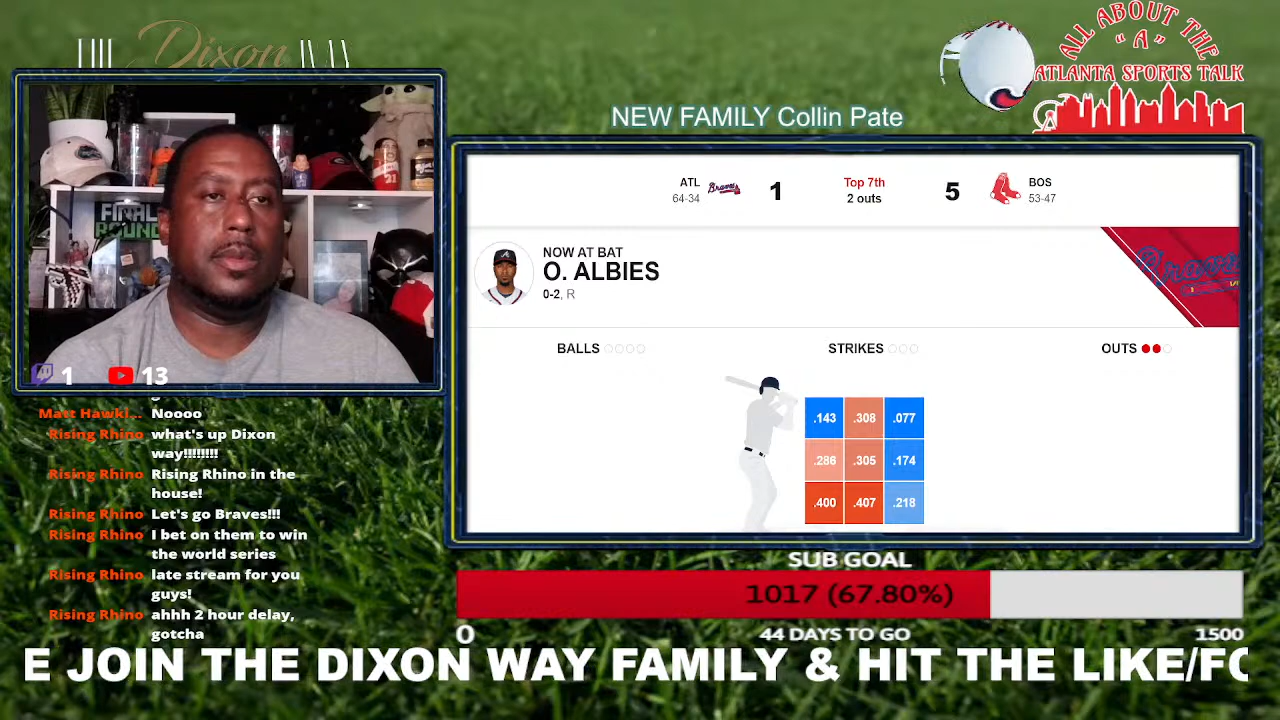 Dixon
ALL ABOUT THE
"A"
ATLANTA SPORTS TALK
NEW FAMILY Collin Pate
FINAL
ROUND
ATL
64-34
Braves
1
Top 7th
2 outs
5
BOS
53-47
NOW AT BAT
O. ALBIES
0-2, R
Braves
BALLS
STRIKES
OUTS
.143 .308 .077
.286 .305 .174
.400 .407 .218
1 13
Matt Hawki... Noooo
Rising Rhino what's up Dixon
way!!!!!!!!
Rising Rhino Rising Rhino in the
house!
Rising Rhino Let's go Braves!!!
Rising Rhino I bet on them to win
the world series
Rising Rhino late stream for you
guys!
Rising Rhino ahhh 2 hour delay,
gotcha
SUB GOAL
1017 (67.80%)
0 44 DAYS TO GO 1500
E JOIN THE DIXON WAY FAMILY & HIT THE LIKE/FO